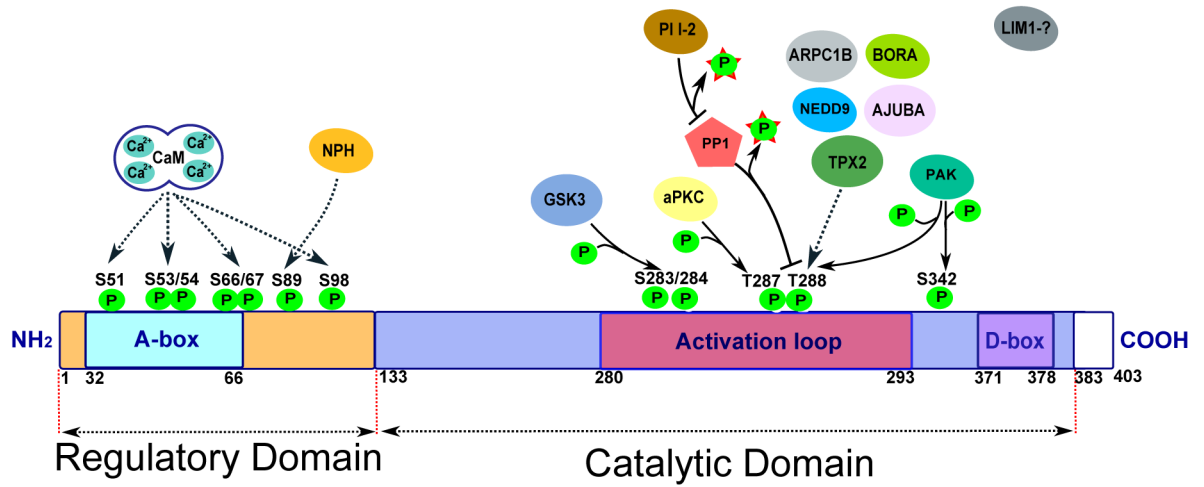 LIM1-?
PI I-2
P
ARPC1B
BORA
NEDD9
AJUBA
P
PP1
Ca2+
Ca2+
CaM
Ca2+
Ca2+
NPH
TPX2
PAK
GSK3
aPKC
P
P
P
P
S51
S53/54
S66/67
S89
S98
S283/284
T287
T288
S342
P
P
P
P
P
P
P
P
P
P
P
P
NH2
A-box
Activation loop
D-box
COOH
1
32
66
133
280
293
371
378
383
403
Regulatory Domain
Catalytic Domain